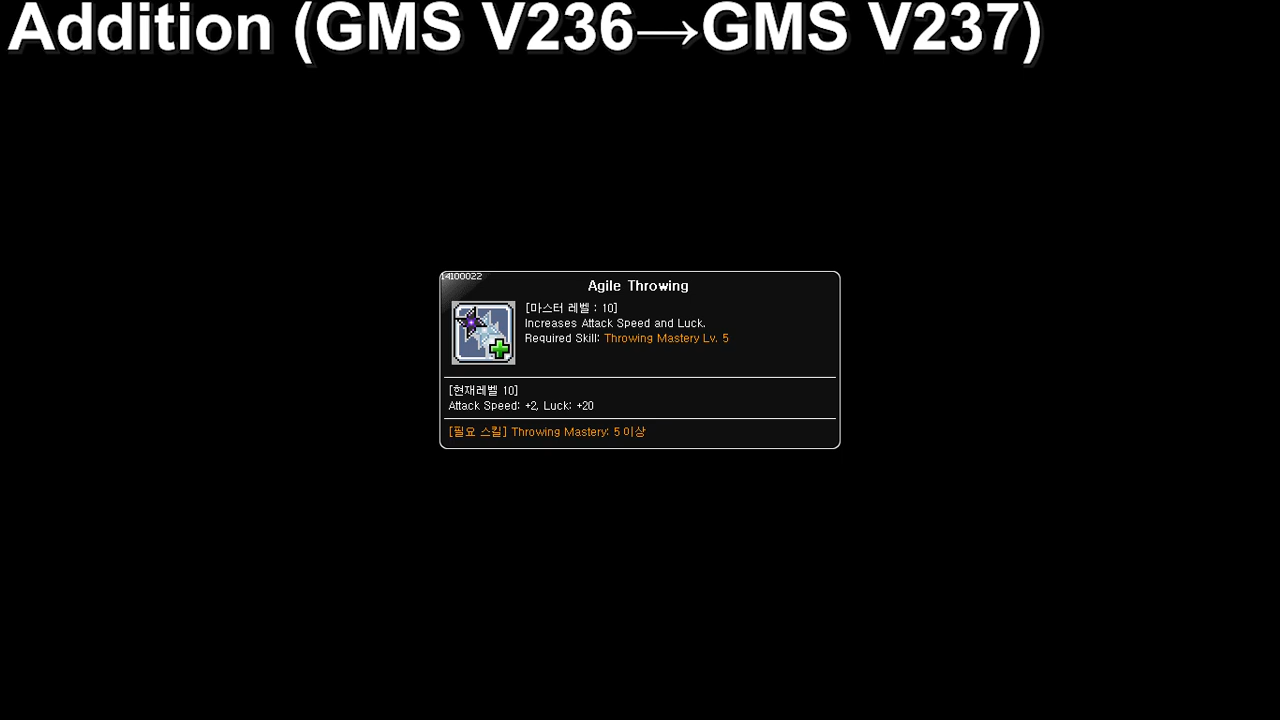 Addition (GMS V236→GMS V237)
14100022
Agile Throwing
[마스터 레벨 : 10]
Increases Attack Speed and Luck.
Required Skill: Throwing Mastery Lv. 5
[현재레벨 10]
Attack Speed: +2, Luck: +20
[필요 스킬] Throwing Mastery: 5 이상